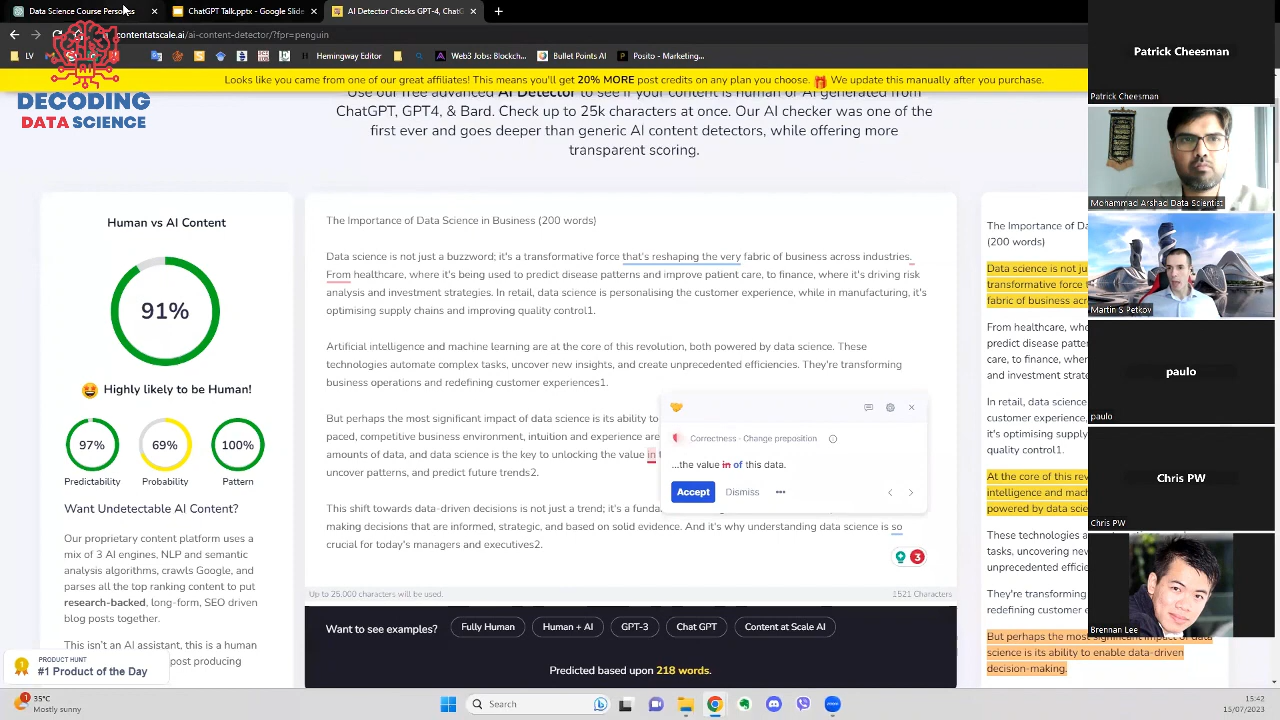 contentatscale.ai/ai-content-detector/?fpr=penguin
ChatGPT-4, ChatG
LV
Hemingway Editor
Web3 Jobs: Blockch...
Bullet Points AI
Posito - Marketing...
Looks like you came from one of our great affiliates! This means you'll get 20% MORE post credits on any plan you choose. 🎁 We update this manually after you purchase.
DECODING
DATA SCIENCE
Use our free advanced AI Detector to see if your content is human or AI generated from
ChatGPT, GPT4, & Bard. Check up to 25k characters at once. Our AI checker was one of the
first ever and goes deeper than generic AI content detectors, while offering more
transparent scoring.
Human vs AI Content
91%
Highly likely to be Human!
97%
69%
100%
Predictability
Probability
Pattern
Want Undetectable AI Content?
Our proprietary content platform uses a
mix of 3 AI engines, NLP and semantic
analysis algorithms, crawls Google, and
parses all the top ranking content to put
research-backed, long-form, SEO driven
blog posts together.
This isn't an AI assistant, this is a human
post producing
PRODUCT HUNT
#1 Product of the Day
The Importance of Data Science in Business (200 words)
Data science is not just a buzzword; it's a transformative force that's reshaping the very fabric of business across industries.
From healthcare, where it's being used to predict disease patterns and improve patient care, to finance, where it's driving risk
analysis and investment strategies. In retail, data science is personalising the customer experience, while in manufacturing, it's
optimising supply chains and improving quality control1.
Artificial intelligence and machine learning are at the core of this revolution, both powered by data science. These
technologies automate complex tasks, uncover new insights, and create unprecedented efficiencies. They're transforming
business operations and redefining customer experiences1.
But perhaps the most significant impact of data science is its ability to
paced, competitive business environment, intuition and experience are
amounts of data, and data science is the key to unlocking the value in
uncover patterns, and predict future trends2.
This shift towards data-driven decisions is not just a trend; it's a
making decisions that are informed, strategic, and based on solid evidence. And it's why understanding data science is so
crucial for today's managers and executives2.
Correctness · Change preposition
...the value in of this data.
Accept
Dismiss
3
Up to 25,000 characters will be used.
1521 Characters
Want to see examples?
Fully Human
Human + AI
GPT-3
Chat GPT
Content at Scale AI
Predicted based upon 218 words.
The Importance of Da
(200 words)
Data science is not ju
transformative force
fabric of business acr
From healthcare, whe
predict disease patte
care, to finance, whe
and investment strate
In retail, data science
customer experience,
it's optimising supply
quality control1.
At the core of this rev
intelligence and mach
powered by data scie
These technologies a
tasks, uncovering nev
unprecedented effici
They're transforming
redefining customer
But perhaps the most significant impact of data
science is its ability to enable data-driven
decision-making.
Patrick Cheesman
Patrick Cheesman
Mohammad Arshad Data Scientist
Martin S Petkov
paulo
paulo
Chris PW
Chris PW
Brennan Lee
1
35°C
Mostly sunny
Search
15:42
15/07/2023